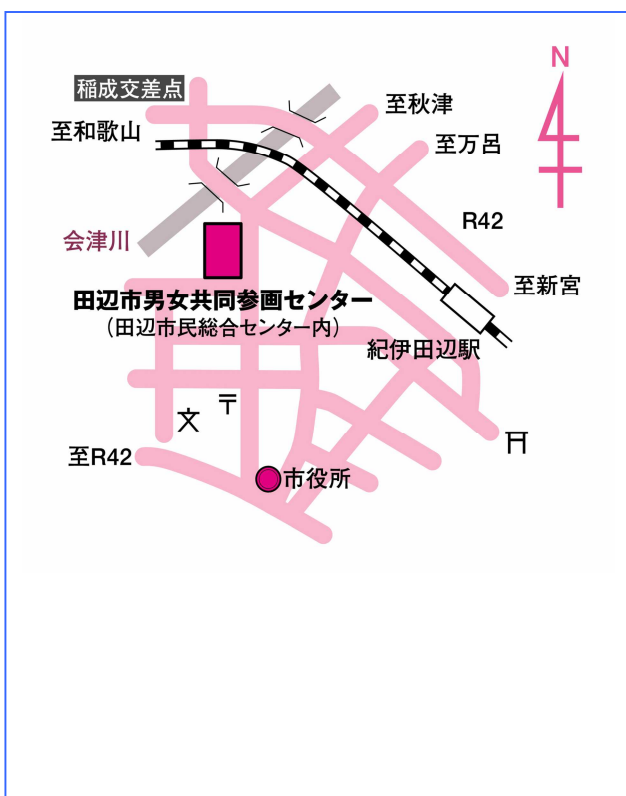 N
稲成交差点
至秋津
至和歌山
至万呂
R42
会津川
至新宮
田辺市男女共同参画センター
（田辺市民総合センター内）
紀伊田辺駅
〒
文
至R42
市役所